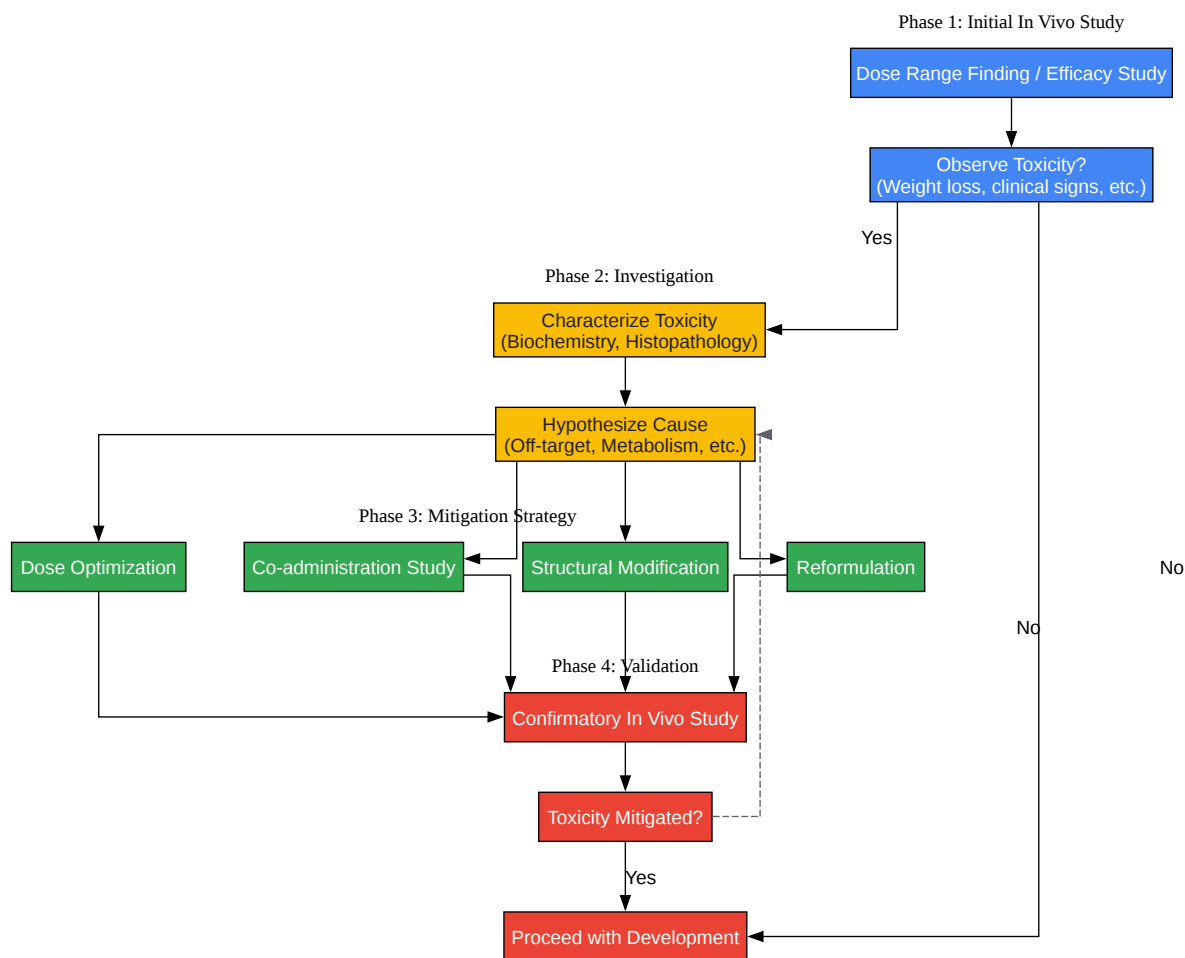 Phase 1: Initial In Vivo Study
Dose Range Finding / Efficacy Study
Observe Toxicity?
(Weight loss, clinical signs, etc.)
Yes
Phase 2: Investigation
Characterize Toxicity
(Biochemistry, Histopathology)
Hypothesize Cause
(Off-target, Metabolism, etc.)
Phase 3: Mitigation Strategy
Dose Optimization
Co-administration Study
Structural Modification
Reformulation
No
No
Phase 4: Validation
Confirmatory In Vivo Study
Toxicity Mitigated?
Yes
Proceed with Development